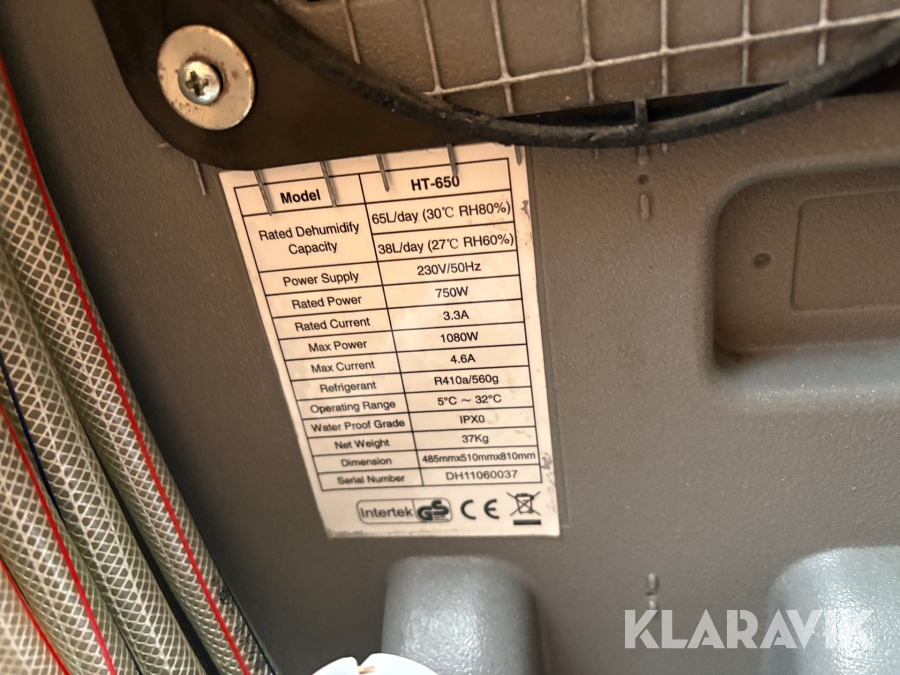 Model HT-650
Rated Dehumidify Capacity 65L/day (30℃ RH80%)
38L/day (27℃ RH60%)
Power Supply 230V/50Hz
Rated Power 750W
Rated Current 3.3A
Max Power 1080W
Max Current 4.6A
Refrigerant R410a/560g
Operating Range 5°C ~ 32°C
Water Proof Grade IPX0
Net Weight 37Kg
Dimension 485mmx510mmx810mm
Serial Number DH11060037
Intertek GS CE
KLARAVIK